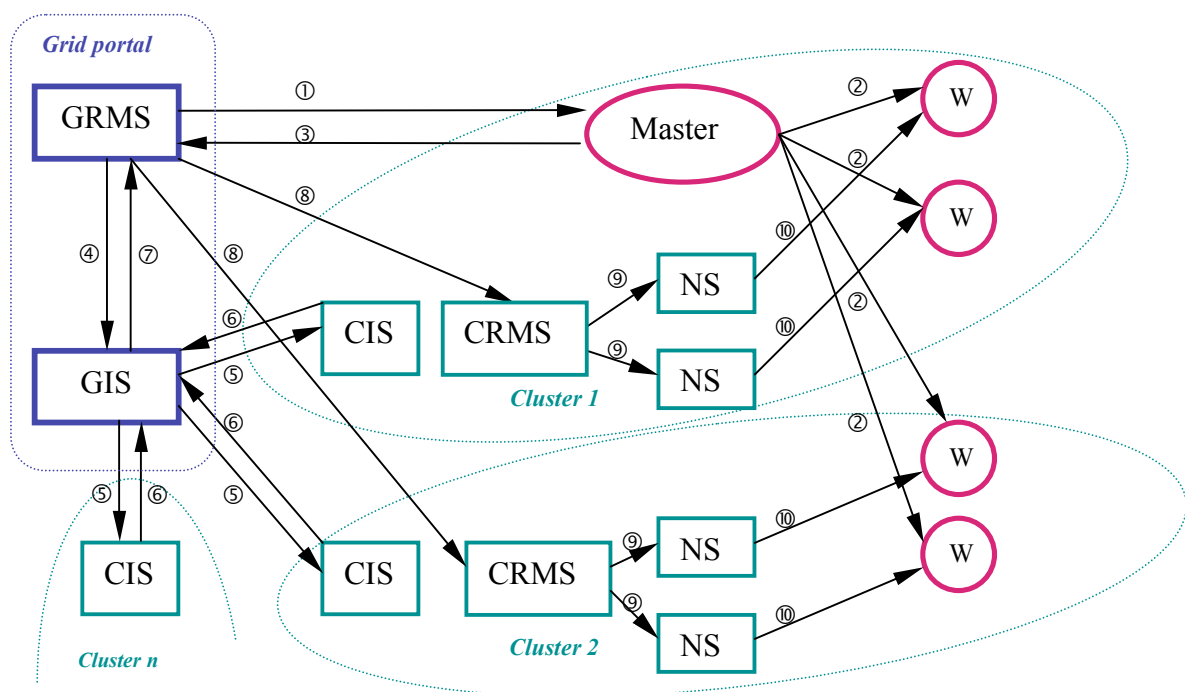 Grid portal
GRMS
①
③
Master
②
W
②
W
⑧
④
⑦
⑧
⑩
⑨
NS
②
⑥
CIS
CRMS
⑩
⑨
NS
GIS
⑤
Cluster 1
⑥
②
W
⑤
⑥
⑤
⑩
⑨
NS
W
CIS
CIS
CRMS
⑨
⑩
NS
Cluster 2
Cluster n